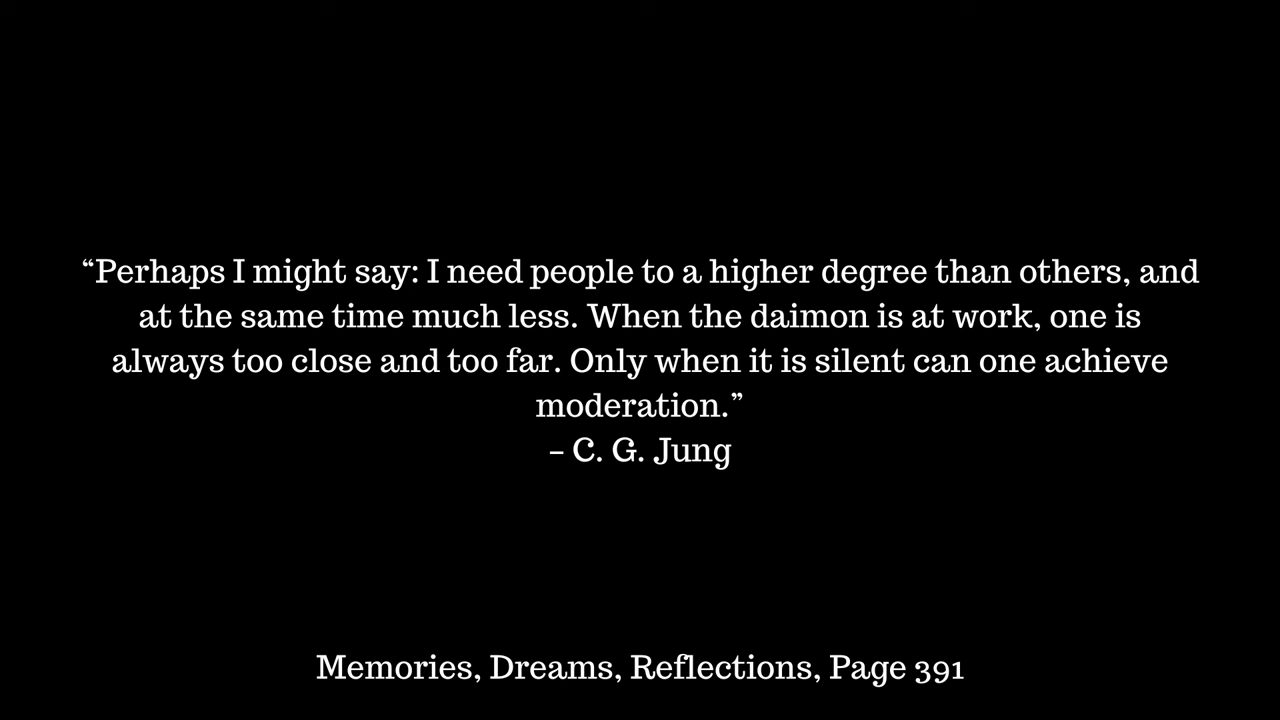 “Perhaps I might say: I need people to a higher degree than others, and
at the same time much less. When the daimon is at work, one is
always too close and too far. Only when it is silent can one achieve
moderation.”
– C. G. Jung
Memories, Dreams, Reflections, Page 391